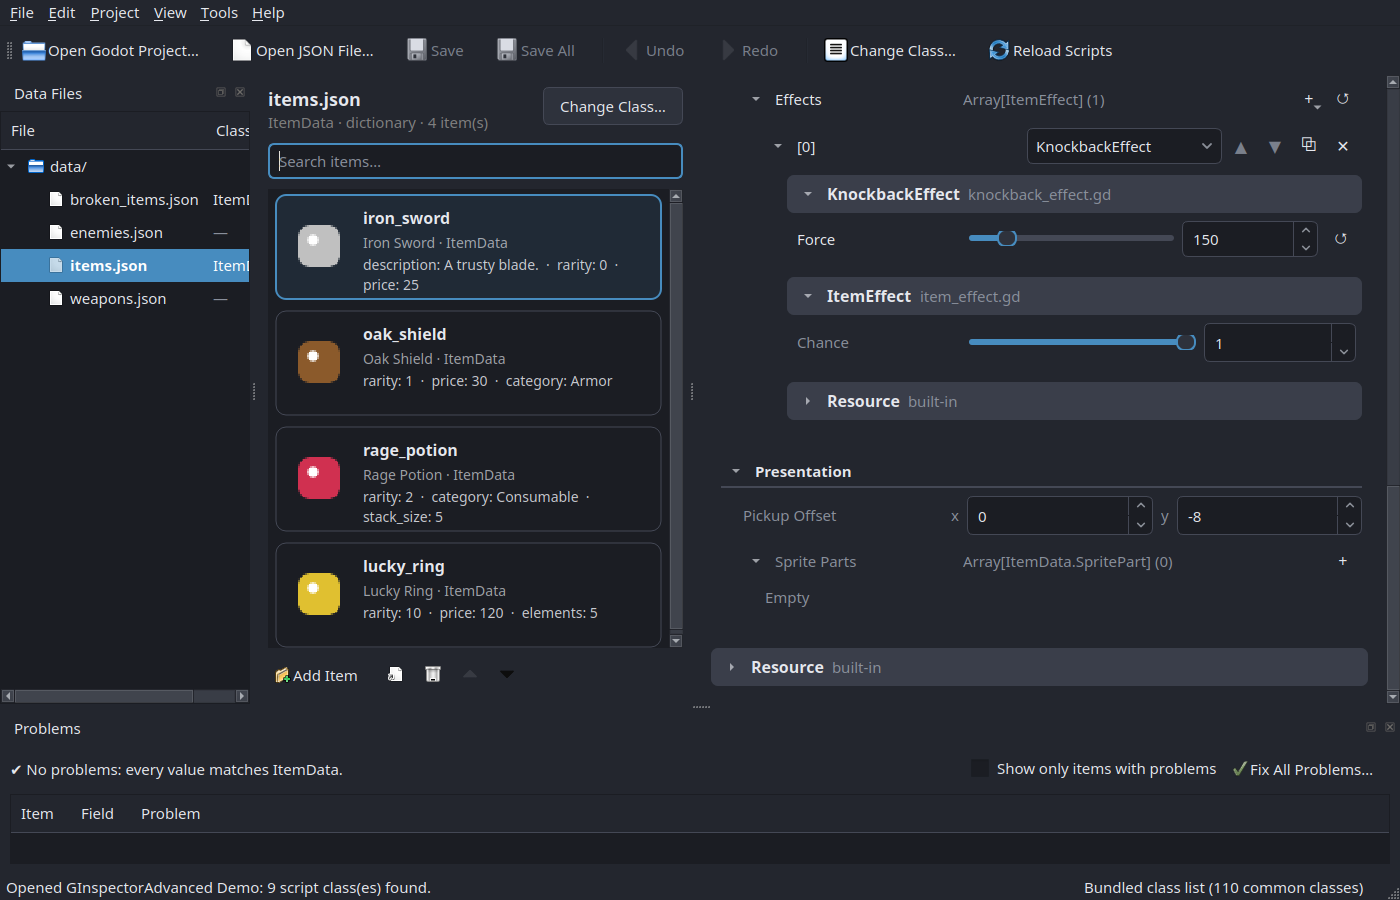 File Edit Project View Tools Help
Open Godot Project... Open JSON File... Save Save All Undo Redo Change Class... Reload Scripts
Data Files
File Class
data/
broken_items.json ItemD
enemies.json —
items.json ItemD
weapons.json —
items.json
ItemData · dictionary · 4 item(s)
Change Class...
Search items...
iron_sword
Iron Sword · ItemData
description: A trusty blade. · rarity: 0 ·
price: 25
oak_shield
Oak Shield · ItemData
rarity: 1 · price: 30 · category: Armor
rage_potion
Rage Potion · ItemData
rarity: 2 · category: Consumable ·
stack_size: 5
lucky_ring
Lucky Ring · ItemData
rarity: 10 · price: 120 · elements: 5
Add Item
Effects Array[ItemEffect] (1)
[0] KnockbackEffect
KnockbackEffect knockback_effect.gd
Force 150
ItemEffect item_effect.gd
Chance 1
Resource built-in
Presentation
Pickup Offset x 0 y -8
Sprite Parts Array[ItemData.SpritePart] (0)
Empty
Resource built-in
Problems
✔ No problems: every value matches ItemData.
Show only items with problems Fix All Problems...
Item Field Problem
Opened GInspectorAdvanced Demo: 9 script class(es) found.
Bundled class list (110 common classes)